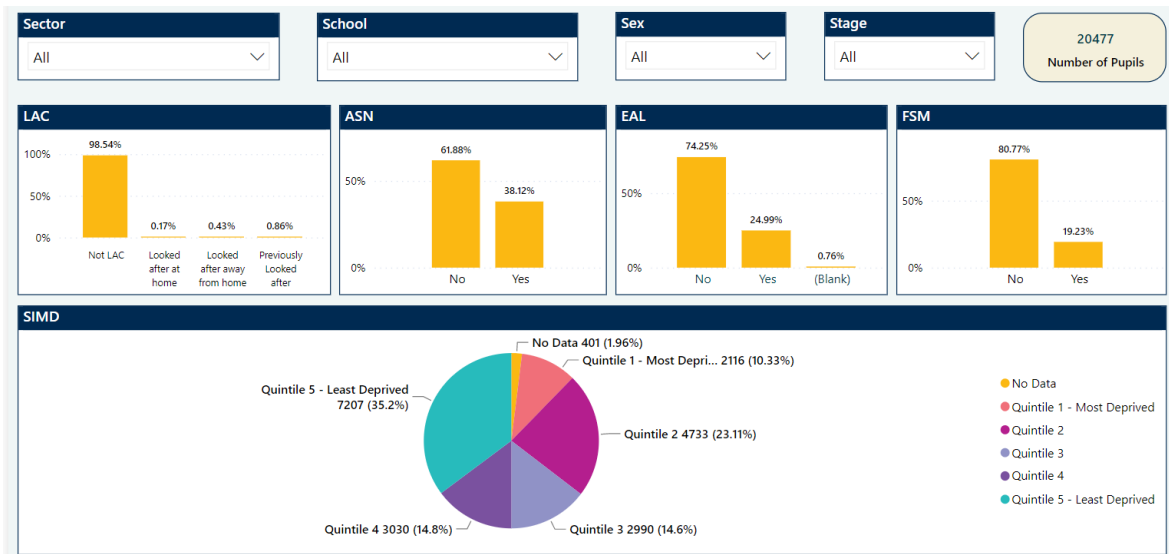 Sector
School
Sex
Stage
All
All
All
All
20477
Number of Pupils
LAC
100%
50%
0%
98.54%
0.17%
0.43%
0.86%
Not LAC
Looked
after at
home
Looked
after away
from home
Previously
Looked
after
ASN
50%
0%
61.88%
38.12%
No
Yes
EAL
50%
0%
74.25%
24.99%
0.76%
No
Yes
(Blank)
FSM
50%
0%
80.77%
19.23%
No
Yes
SIMD
No Data 401 (1.96%)
Quintile 1 - Most Depri... 2116 (10.33%)
Quintile 2 4733 (23.11%)
Quintile 3 2990 (14.6%)
Quintile 4 3030 (14.8%)
Quintile 5 - Least Deprived
7207 (35.2%)
No Data
Quintile 1 - Most Deprived
Quintile 2
Quintile 3
Quintile 4
Quintile 5 - Least Deprived